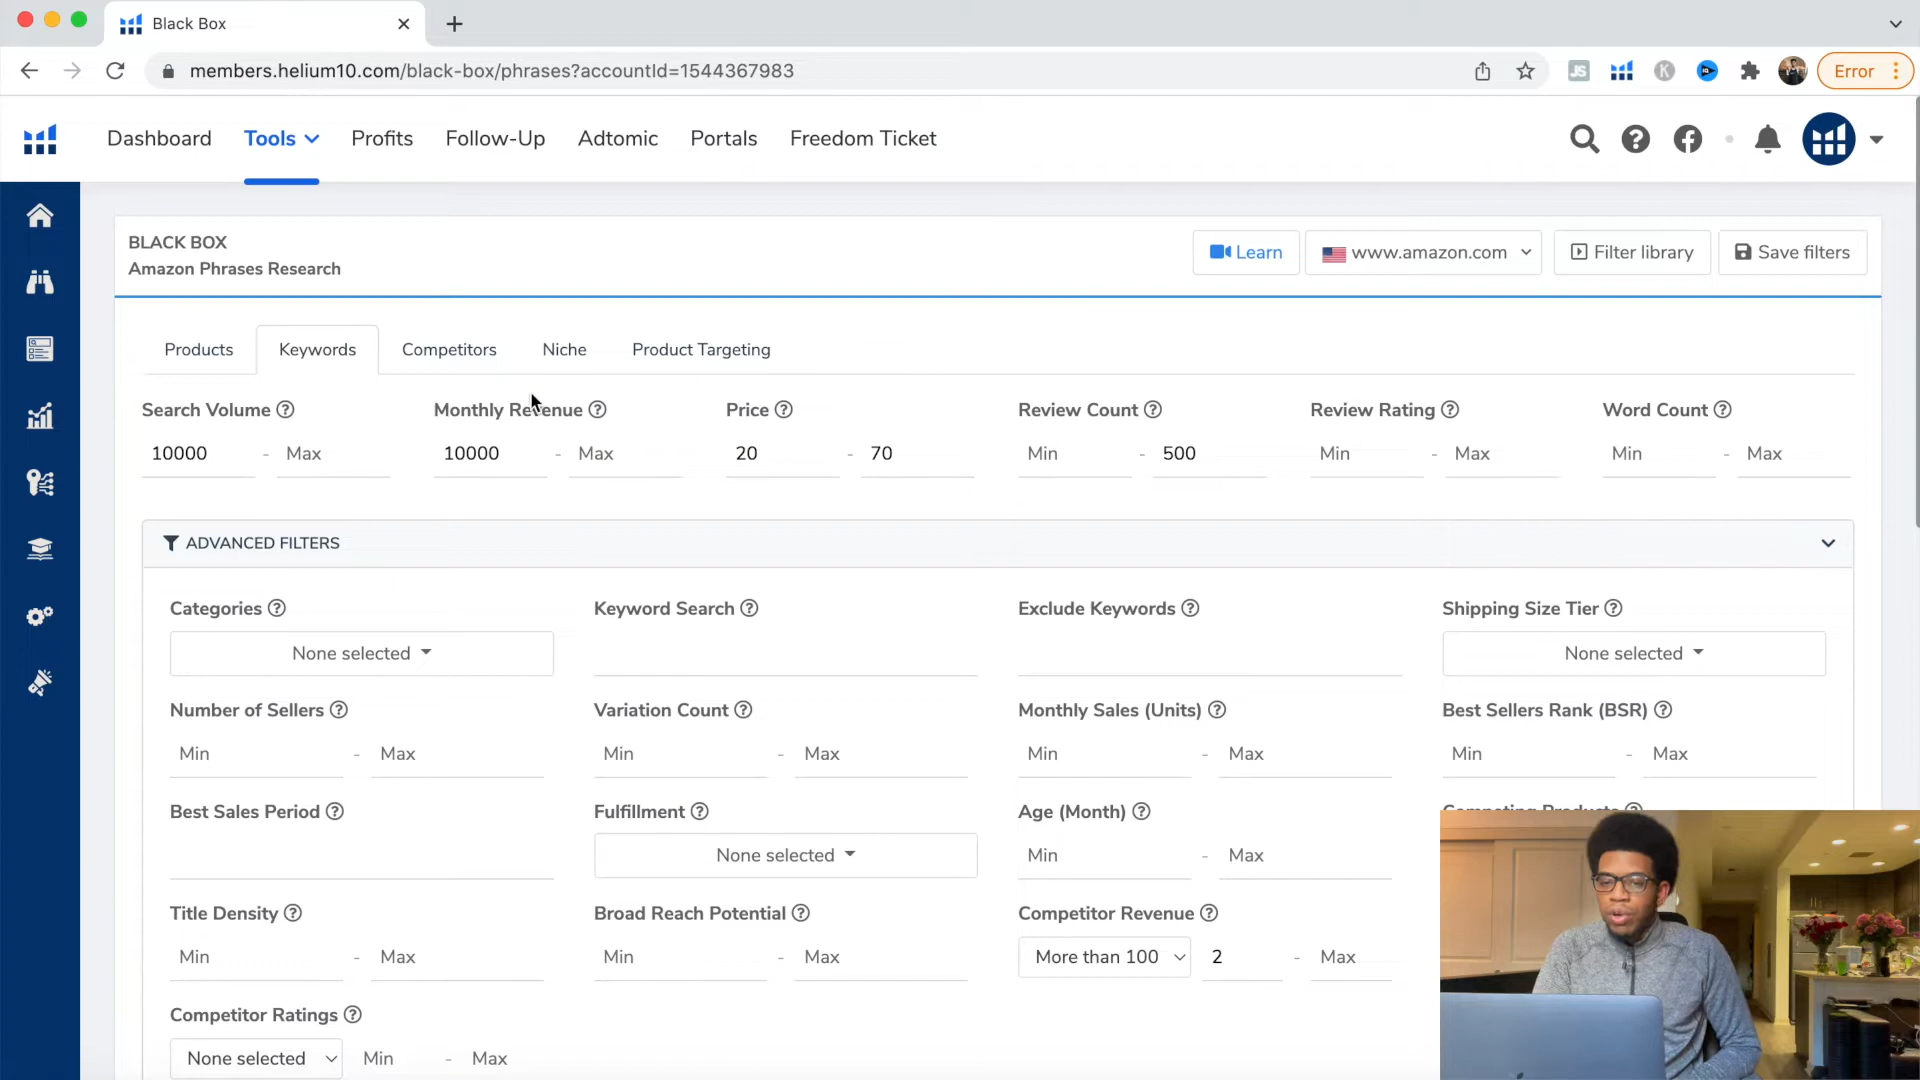 Black Box
members.helium10.com/black-box/phrases?accountId=1544367983
JS
K
Error
Dashboard
Tools
Profits
Follow-Up
Adtomic
Portals
Freedom Ticket
BLACK BOX
Amazon Phrases Research
Learn
www.amazon.com
Filter library
Save filters
Products
Keywords
Competitors
Niche
Product Targeting
Search Volume
Monthly Revenue
Price
Review Count
Review Rating
Word Count
10000 - Max
10000 - Max
20 - 70
Min - 500
Min - Max
Min - Max
ADVANCED FILTERS
Categories
Keyword Search
Exclude Keywords
Shipping Size Tier
None selected
None selected
Number of Sellers
Variation Count
Monthly Sales (Units)
Best Sellers Rank (BSR)
Min - Max
Min - Max
Min - Max
Min - Max
Best Sales Period
Fulfillment
Age (Month)
Competing Products
None selected
Min - Max
Title Density
Broad Reach Potential
Competitor Revenue
Min - Max
Min - Max
More than 100
2 - Max
Competitor Ratings
None selected
Min - Max